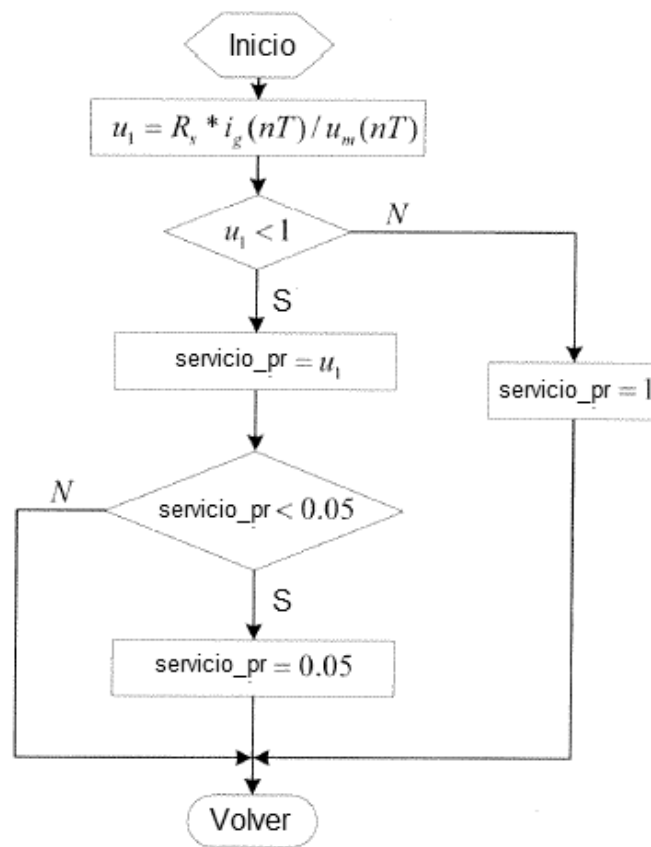 Inicio
u₁ = Rₛ * i_g(nT) / u_m(nT)
u₁ < 1
N
S
servicio_pr = u₁
servicio_pr = 1
N
servicio_pr < 0.05
S
servicio_pr = 0.05
Volver